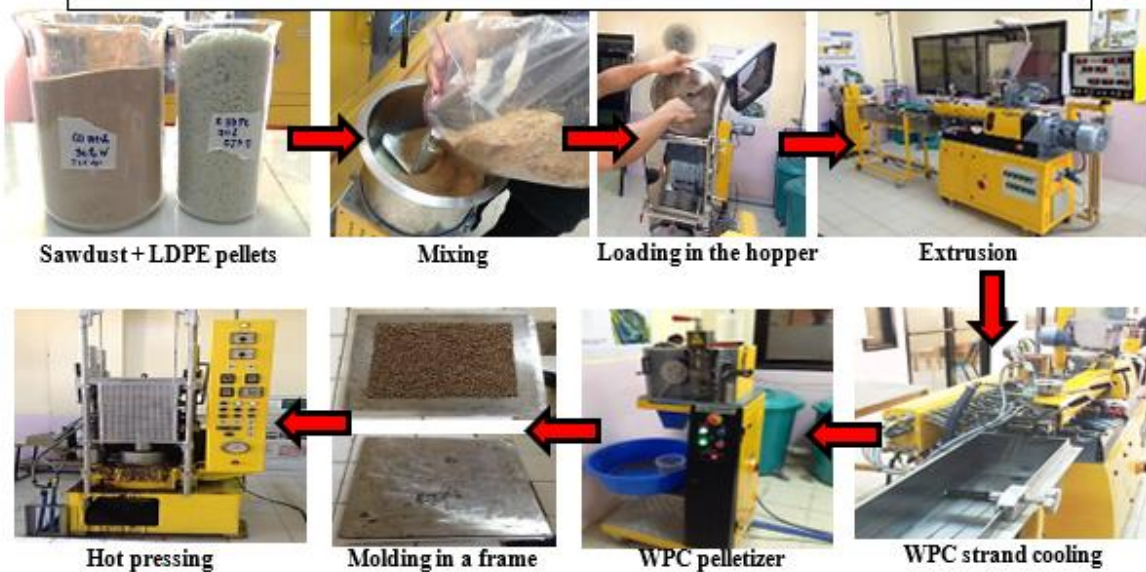 Sawdust + LDPE pellets
Mixing
Loading in the hopper
Extrusion
Hot pressing
Molding in a frame
WPC pelletizer
WPC strand cooling